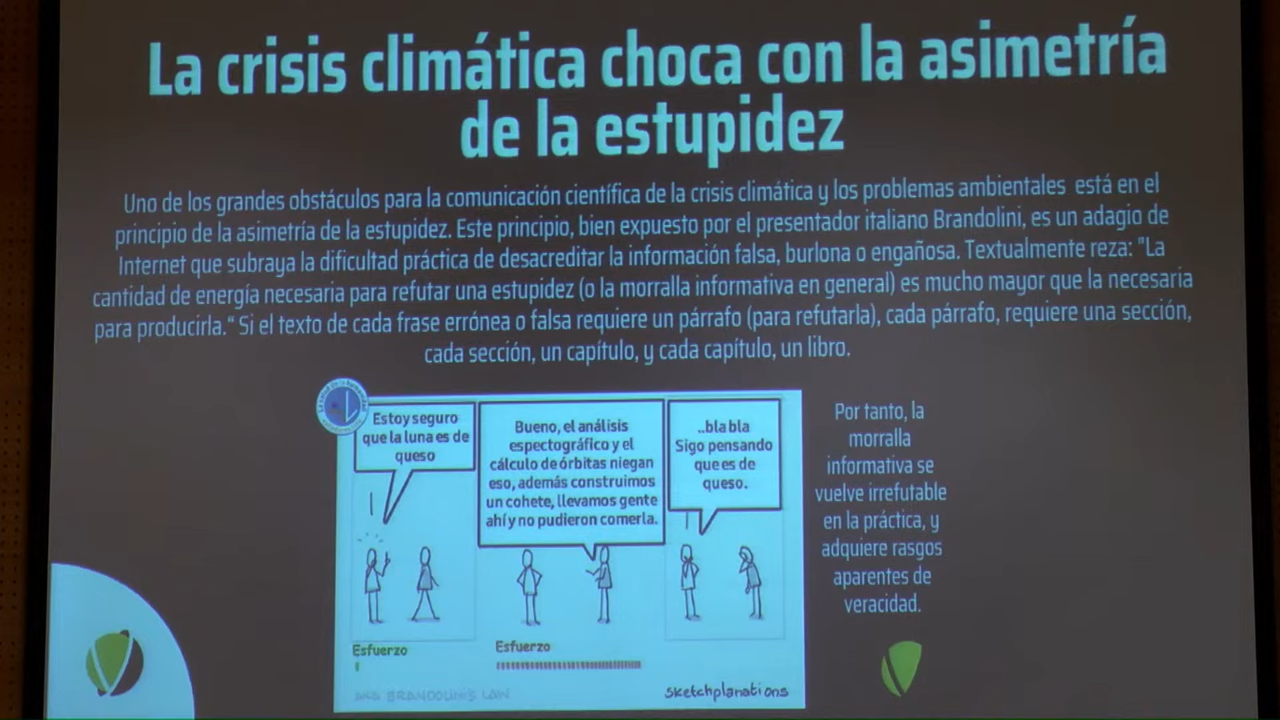 La crisis climática choca con la asimetría
de la estupidez
Uno de los grandes obstáculos para la comunicación científica de la crisis climática y los problemas ambientales está en el
principio de la asimetría de la estupidez. Este principio, bien expuesto por el presentador italiano Brandolini, es un adagio de
Internet que subraya la dificultad práctica de desacreditar la información falsa, burlona o engañosa. Textualmente reza: "La
cantidad de energía necesaria para refutar una estupidez (o la morralla informativa en general) es mucho mayor que la necesaria
para producirla.“ Si el texto de cada frase errónea o falsa requiere un párrafo (para refutarla), cada párrafo, requiere una sección,
cada sección, un capítulo, y cada capítulo, un libro.
Estoy seguro
que la luna es de
queso
Bueno, el análisis
espectográfico y el
cálculo de órbitas niegan
eso, además construimos
un cohete, llevamos gente
ahí y no pudieron comerla.
..bla bla
Sigo pensando
que es de
queso.
Esfuerzo
Esfuerzo
AKA BRANDOLINI'S LAW
sketchplanations
Por tanto, la
morralla
informativa se
vuelve irrefutable
en la práctica, y
adquiere rasgos
aparentes de
veracidad.